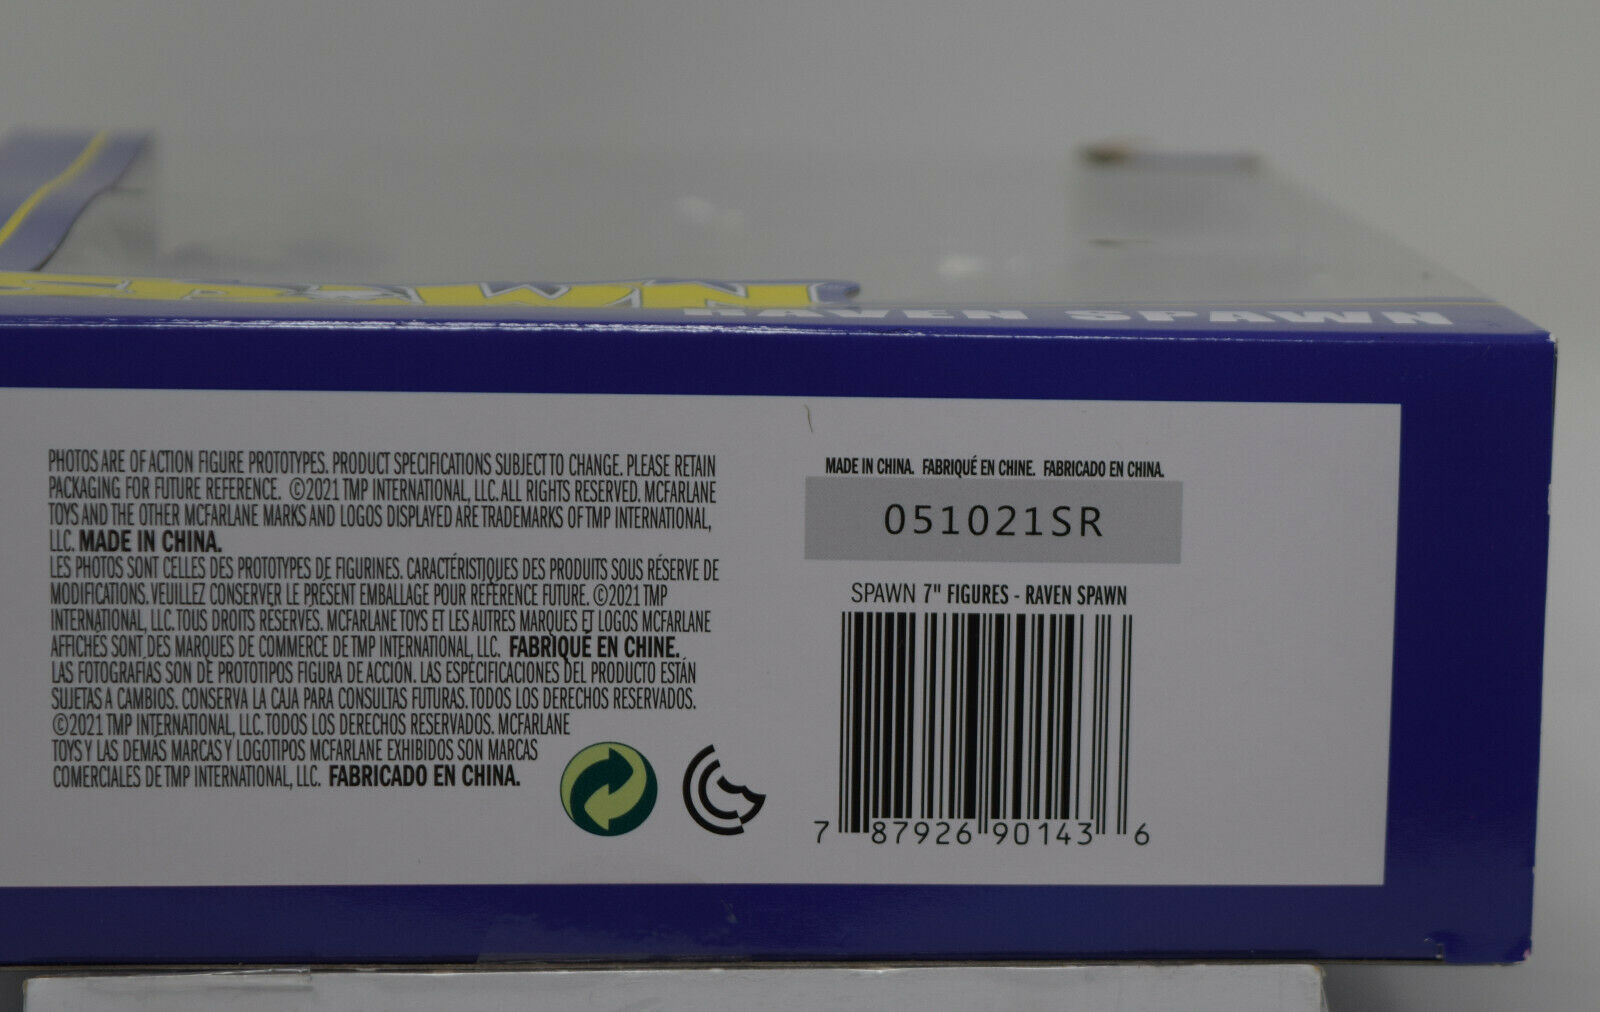 SPAWN
RAVEN SPAWN
PHOTOS ARE OF ACTION FIGURE PROTOTYPES. PRODUCT SPECIFICATIONS SUBJECT TO CHANGE. PLEASE RETAIN
PACKAGING FOR FUTURE REFERENCE. ©2021 TMP INTERNATIONAL, LLC. ALL RIGHTS RESERVED. MCFARLANE
TOYS AND THE OTHER MCFARLANE MARKS AND LOGOS DISPLAYED ARE TRADEMARKS OF TMP INTERNATIONAL,
LLC. MADE IN CHINA.
LES PHOTOS SONT CELLES DES PROTOTYPES DE FIGURINES. CARACTÉRISTIQUES DES PRODUITS SOUS RÉSERVE DE
MODIFICATIONS. VEUILLEZ CONSERVER LE PRÉSENT EMBALLAGE POUR RÉFÉRENCE FUTURE. ©2021 TMP
INTERNATIONAL, LLC. TOUS DROITS RÉSERVÉS. MCFARLANE TOYS ET LES AUTRES MARQUES ET LOGOS MCFARLANE
AFFICHÉS SONT DES MARQUES DE COMMERCE DE TMP INTERNATIONAL, LLC. FABRIQUÉ EN CHINE.
LAS FOTOGRAFÍAS SON DE PROTOTIPOS FIGURA DE ACCIÓN. LAS ESPECIFICACIONES DEL PRODUCTO ESTÁN
SUJETAS A CAMBIOS. CONSERVA LA CAJA PARA CONSULTAS FUTURAS. TODOS LOS DERECHOS RESERVADOS.
©2021 TMP INTERNATIONAL, LLC. TODOS LOS DERECHOS RESERVADOS. MCFARLANE
TOYS Y LAS DEMÁS MARCAS Y LOGOTIPOS MCFARLANE EXHIBIDOS SON MARCAS
COMERCIALES DE TMP INTERNATIONAL, LLC. FABRICADO EN CHINA.
MADE IN CHINA. FABRIQUÉ EN CHINE. FABRICADO EN CHINA.
051021SR
SPAWN 7" FIGURES - RAVEN SPAWN
7 87926 90143 6